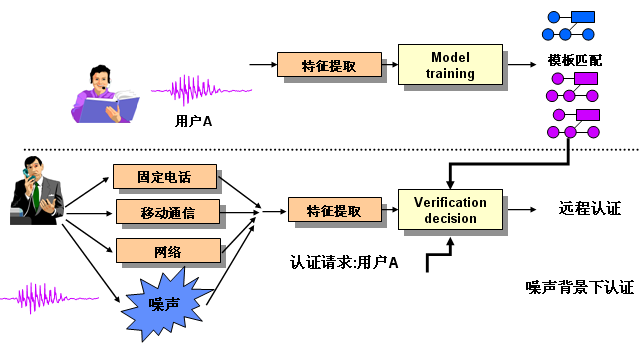 特征提取
Model
training
模板匹配
用户A
固定电话
移动通信
网络
噪声
特征提取
Verification
decision
远程认证
认证请求:用户A
噪声背景下认证